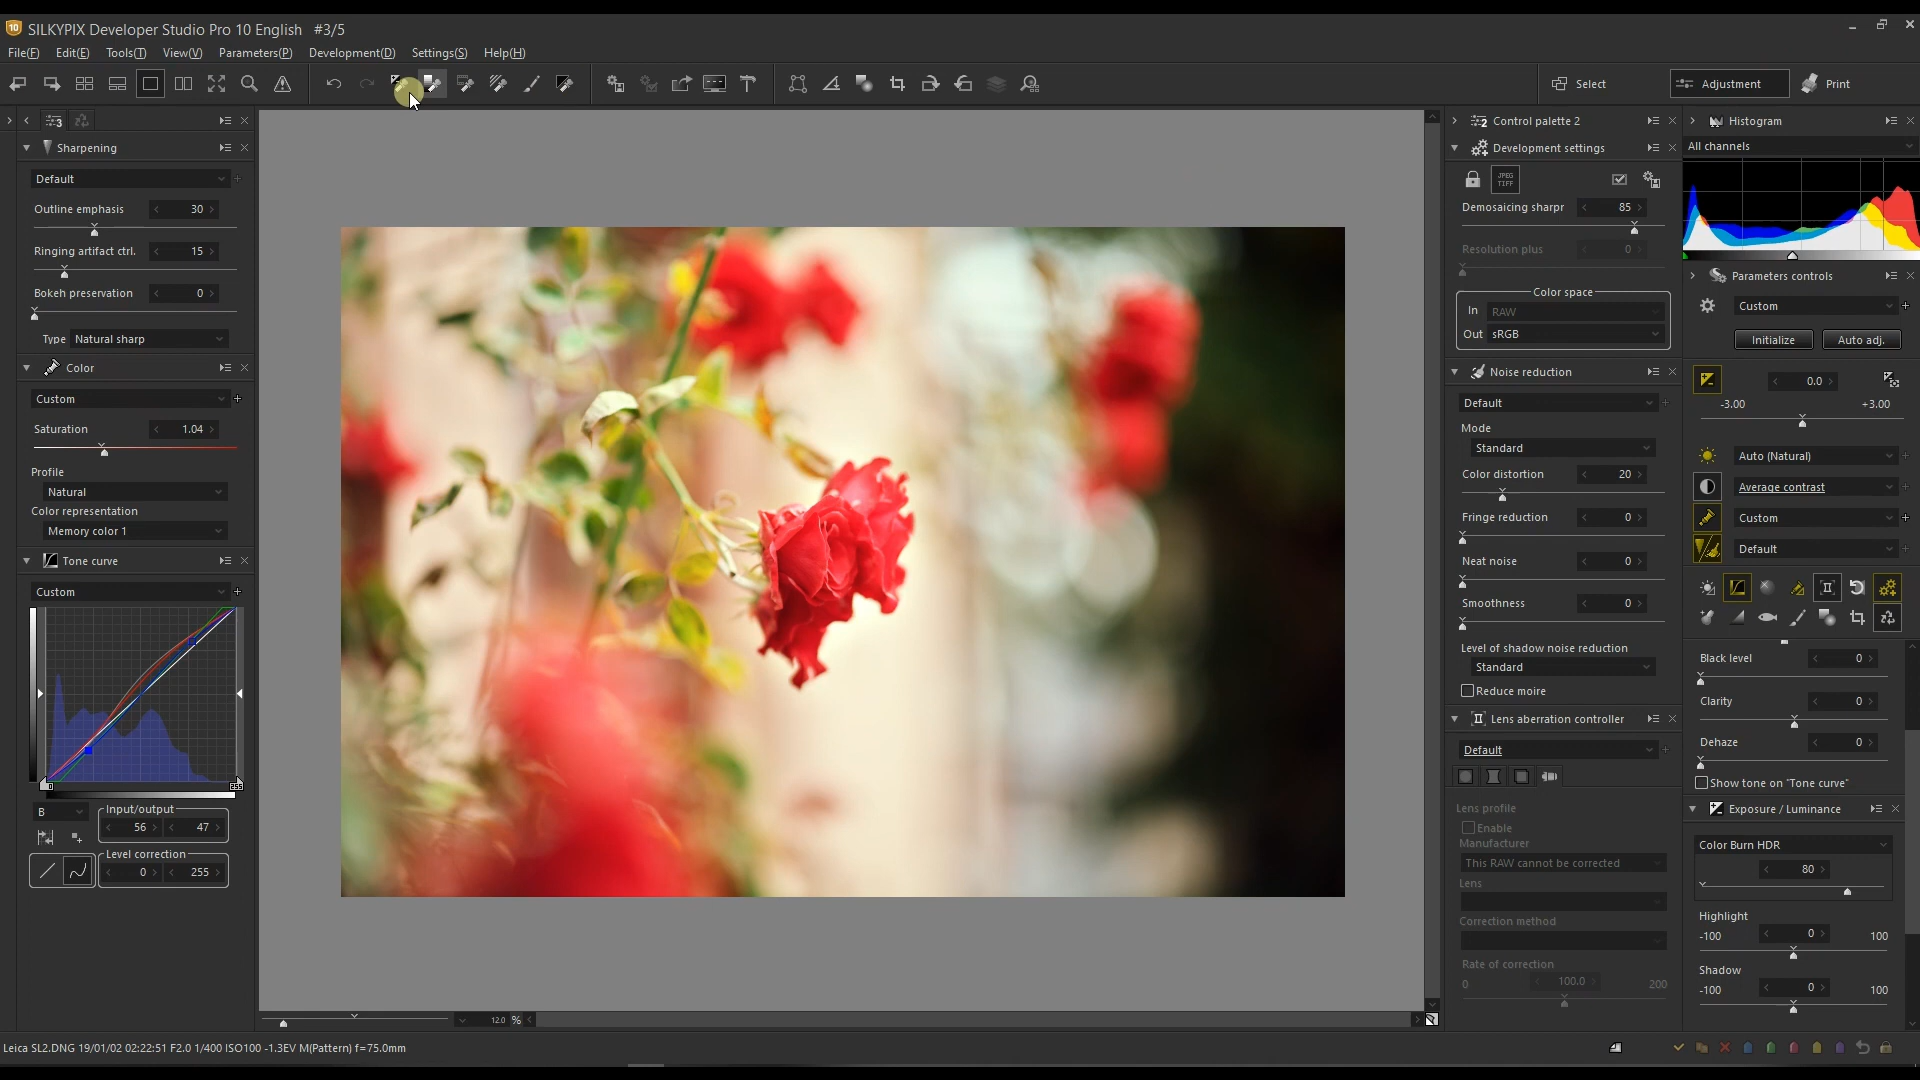 SILKYPIX Developer Studio Pro 10 English #3/5
File(F) Edit(E) Tools(T) View(V) Parameters(P) Development(D) Settings(S) Help(H)
Select Adjustment Print
Sharpening
Default
Outline emphasis 30
Ringing artifact ctrl. 15
Bokeh preservation 0
Type Natural sharp
Color
Custom
Saturation 1.04
Profile
Natural
Color representation
Memory color 1
Tone curve
Custom
0 255
B
Input/output
56 47
Level correction
0 255
12.0 %
Control palette 2
Development settings
JPEG
TIFF
Demosaicing sharpr 85
Resolution plus 0
Color space
In RAW
Out sRGB
Noise reduction
Default
Mode
Standard
Color distortion 20
Fringe reduction 0
Neat noise 0
Smoothness 0
Level of shadow noise reduction
Standard
Reduce moire
Lens aberration controller
Default
Lens profile
Enable
Manufacturer
This RAW cannot be corrected
Lens
Correction method
Rate of correction
0 100.0 200
Histogram
All channels
Parameters controls
Custom
Initialize Auto adj.
0.0
-3.00 +3.00
Auto (Natural)
Average contrast
Custom
Default
Black level 0
Clarity 0
Dehaze 0
Show tone on "Tone curve"
Exposure / Luminance
Color Burn HDR
80
Highlight
-100 0 100
Shadow
-100 0 100
Leica SL2.DNG 19/01/02 02:22:51 F2.0 1/400 ISO100 -1.3EV M(Pattern) f=75.0mm